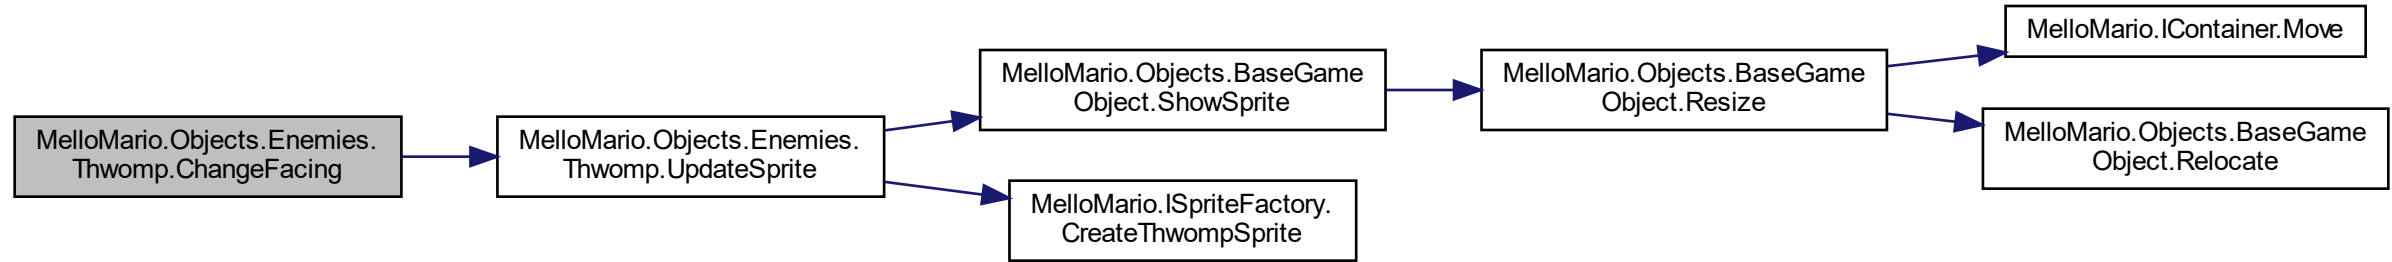 MelloMario.Objects.Enemies.
Thwomp.ChangeFacing
MelloMario.Objects.Enemies.
Thwomp.UpdateSprite
MelloMario.Objects.BaseGame
Object.ShowSprite
MelloMario.ISpriteFactory.
CreateThwompSprite
MelloMario.Objects.BaseGame
Object.Resize
MelloMario.IContainer.Move
MelloMario.Objects.BaseGame
Object.Relocate